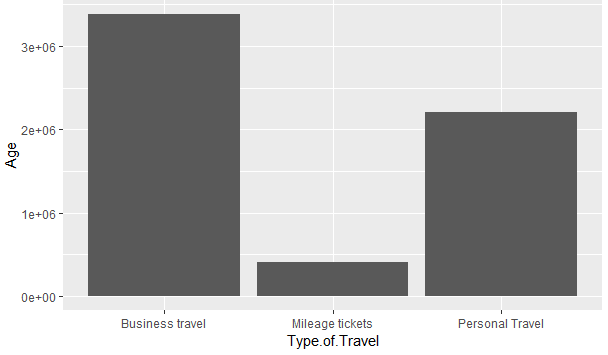 3e+06
2e+06
1e+06
0e+00
Age
Business travel
Mileage tickets
Personal Travel
Type.of.Travel